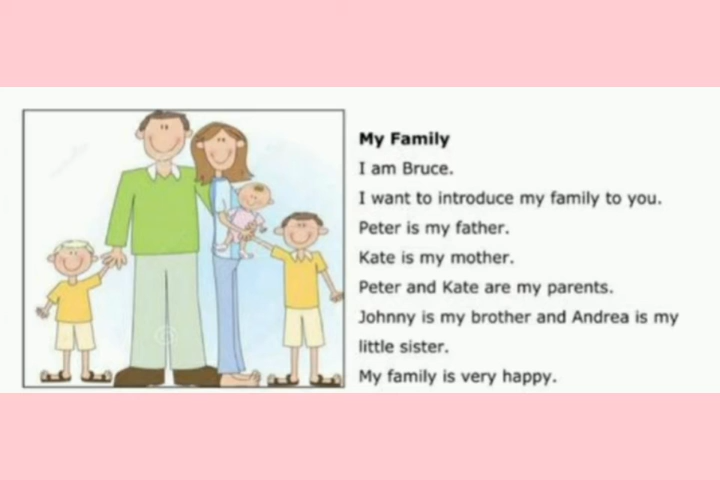 My Family
I am Bruce.
I want to introduce my family to you.
Peter is my father.
Kate is my mother.
Peter and Kate are my parents.
Johnny is my brother and Andrea is my
little sister.
My family is very happy.